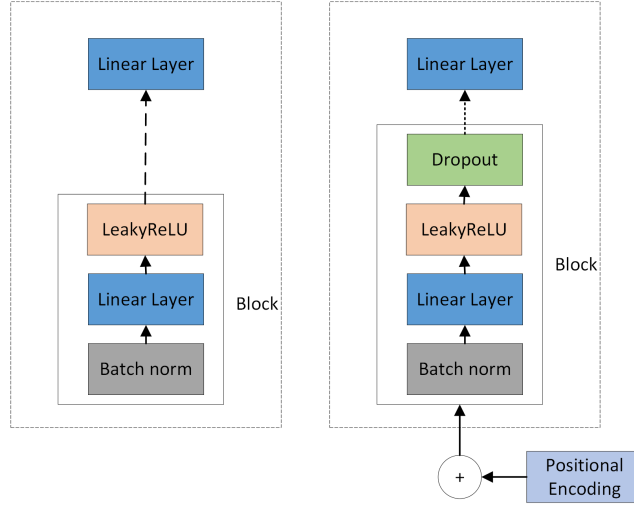 Linear Layer
LeakyReLU
Linear Layer
Block
Batch norm
Linear Layer
Dropout
LeakyReLU
Block
Linear Layer
Batch norm
+
Positional
Encoding